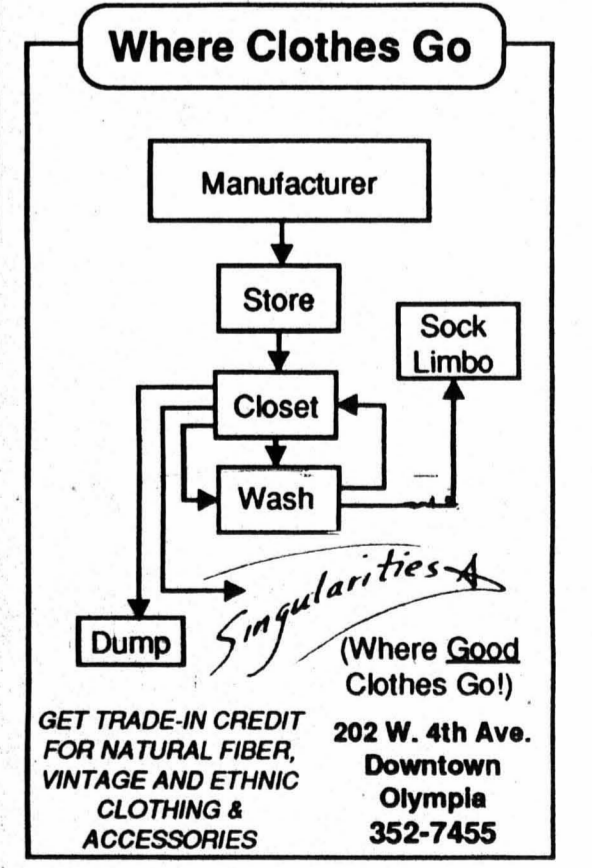 Where Clothes Go
Manufacturer
Store
Sock
Limbo
Closet
Wash
Singularities
Dump
(Where Good
Clothes Go!)
GET TRADE-IN CREDIT
FOR NATURAL FIBER,
VINTAGE AND ETHNIC
CLOTHING &
ACCESSORIES
202 W. 4th Ave.
Downtown
Olympia
352-7455